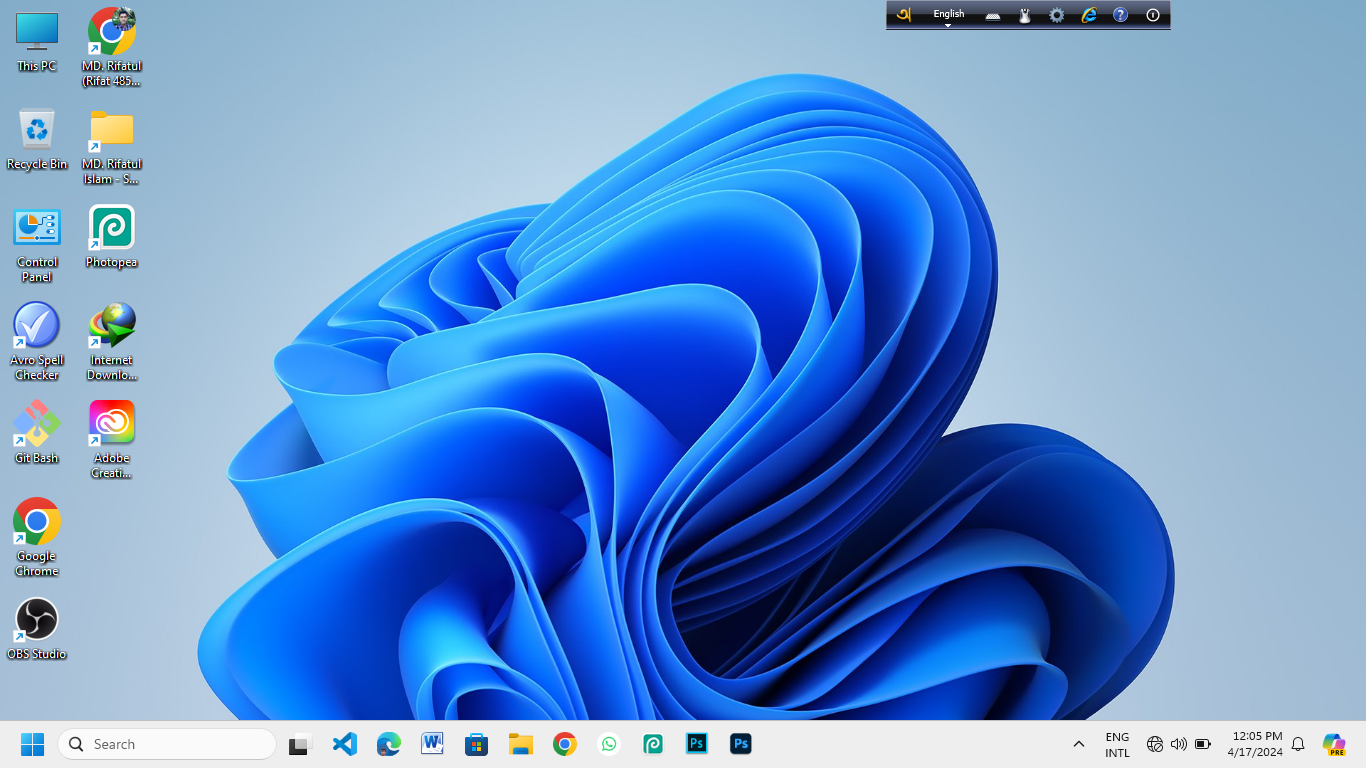 This PC
MD. Rifatul
(Rifat 485...
Recycle Bin
MD. Rifatul
Islam - S...
Control
Panel
Photopea
Avro Spell
Checker
Internet
Downlo...
Git Bash
Adobe
Creati...
Google
Chrome
OBS Studio
অ English
Search
W
Ps
Ps
ENG
INTL
12:05 PM
4/17/2024
PRE